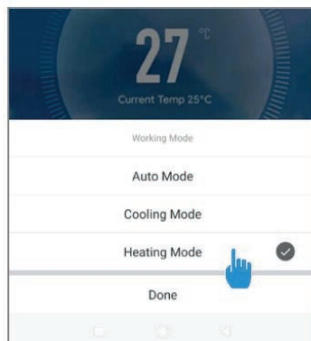 27 °C
Current Temp 25°C
Working Mode
Auto Mode
Cooling Mode
Heating Mode
Done